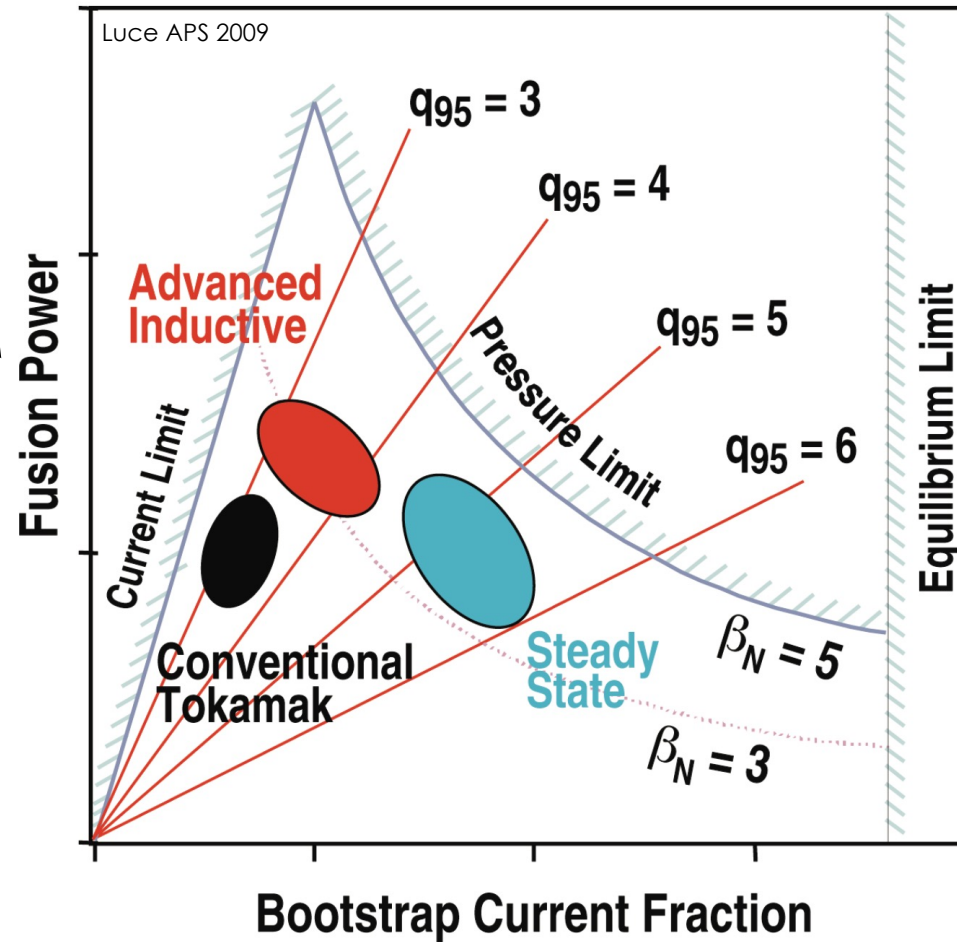 Luce APS 2009
q95 = 3
q95 = 4
Advanced
Inductive
q95 = 5
Pressure Limit
q95 = 6
Current Limit
Fusion Power
Equilibrium Limit
Conventional
Tokamak
Steady
State
βN = 5
βN = 3
Bootstrap Current Fraction